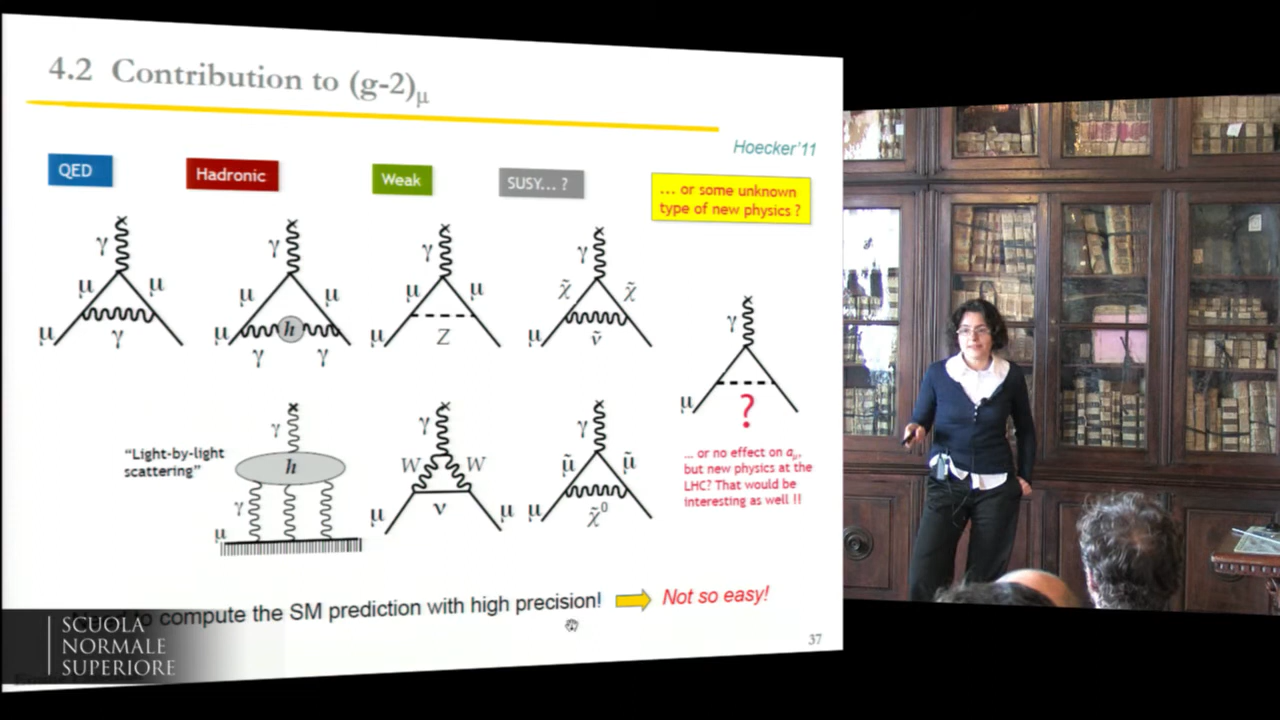 4.2 Contribution to (g-2)μ
Hoecker'11
QED
Hadronic
Weak
SUSY... ?
... or some unknown
type of new physics ?
γ
γ
γ
γ
μ μ
μ μ
μ μ
χ̃ χ̃
μ
γ
μ
h
γ γ
μ
Z
μ
ν̃
γ
μ
?
"Light-by-light
scattering"
γ
h
γ
μ
γ
W W
ν
μ μ
γ
μ̃ μ̃
μ
χ̃⁰
... or no effect on aμ,
but new physics at the
LHC? That would be
interesting as well !!
to compute the SM prediction with high precision!
Not so easy!
37
SCUOLA
NORMALE
SUPERIORE